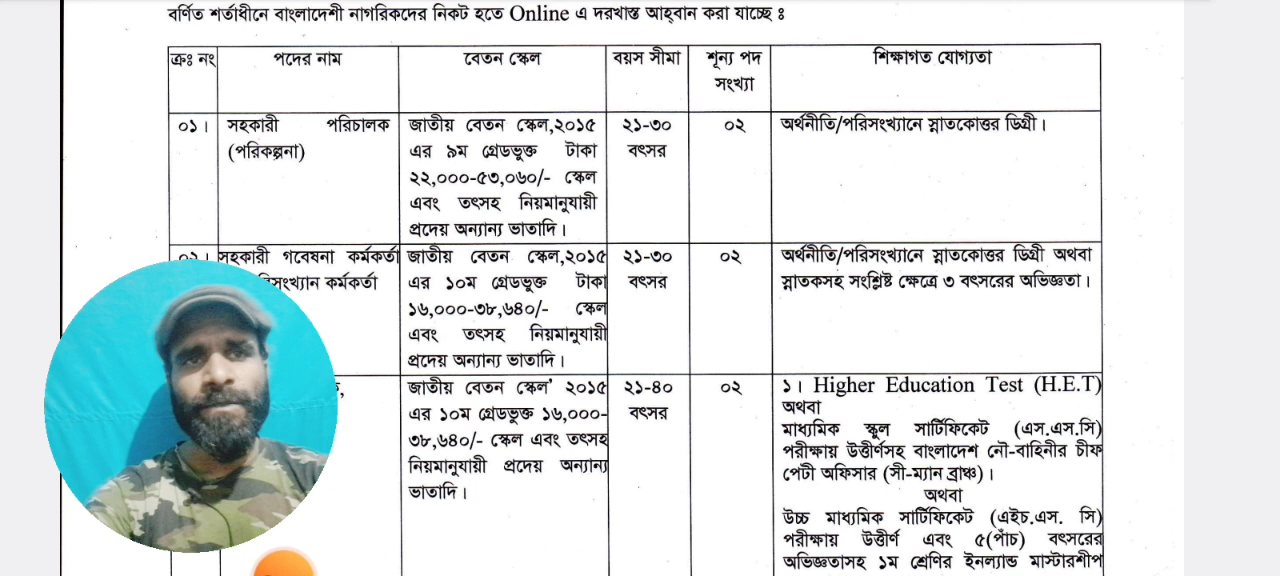 বর্ণিত শর্তাধীনে বাংলাদেশী নাগরিকদের নিকট হতে Online এ দরখাস্ত আহ্বান করা যাচ্ছে ঃ
ক্রঃ নং
পদের নাম
বেতন স্কেল
বয়স সীমা
শূন্য পদ
সংখ্যা
শিক্ষাগত যোগ্যতা
০১।
সহকারী পরিচালক
(পরিকল্পনা)
জাতীয় বেতন স্কেল,২০১৫
এর ৯ম গ্রেডভুক্ত টাকা
২২,০০০-৫৩,০৬০/- স্কেল
এবং তৎসহ নিয়মানুযায়ী
প্রদেয় অন্যান্য ভাতাদি।
২১-৩০
বৎসর
০২
অর্থনীতি/পরিসংখ্যানে স্নাতকোত্তর ডিগ্রী।
০২।
সহকারী গবেষনা কর্মকর্তা
কর্মকর্তা
জাতীয় বেতন স্কেল,২০১৫
এর ১০ম গ্রেডভুক্ত টাকা
১৬,০০০-৩৮,৬৪০/- স্কেল
এবং তৎসহ নিয়মানুযায়ী
প্রদেয় অন্যান্য ভাতাদি।
২১-৩০
বৎসর
০২
অর্থনীতি/পরিসংখ্যানে স্নাতকোত্তর ডিগ্রী অথবা
স্নাতকসহ সংশ্লিষ্ট ক্ষেত্রে ৩ বৎসরের অভিজ্ঞতা।
জাতীয় বেতন স্কেল' ২০১৫
এর ১০ম গ্রেডভুক্ত ১৬,০০০-
৩৮,৬৪০/- স্কেল এবং তৎসহ
নিয়মানুযায়ী প্রদেয় অন্যান্য
ভাতাদি।
২১-৪০
বৎসর
০২
১। Higher Education Test (H.E.T)
অথবা
মাধ্যমিক স্কুল সার্টিফিকেট (এস.এস.সি)
পরীক্ষায় উত্তীর্ণসহ বাংলাদেশ নৌ-বাহিনীর চীফ
পেটী অফিসার (সী-ম্যান ব্রাঞ্চ)।
অথবা
উচ্চ মাধ্যমিক সার্টিফিকেট (এইচ.এস. সি)
পরীক্ষায় উত্তীর্ণ এবং ৫(পাঁচ) বৎসরের
অভিজ্ঞতাসহ ১ম শ্রেণির ইনল্যান্ড মাস্টারশীপ